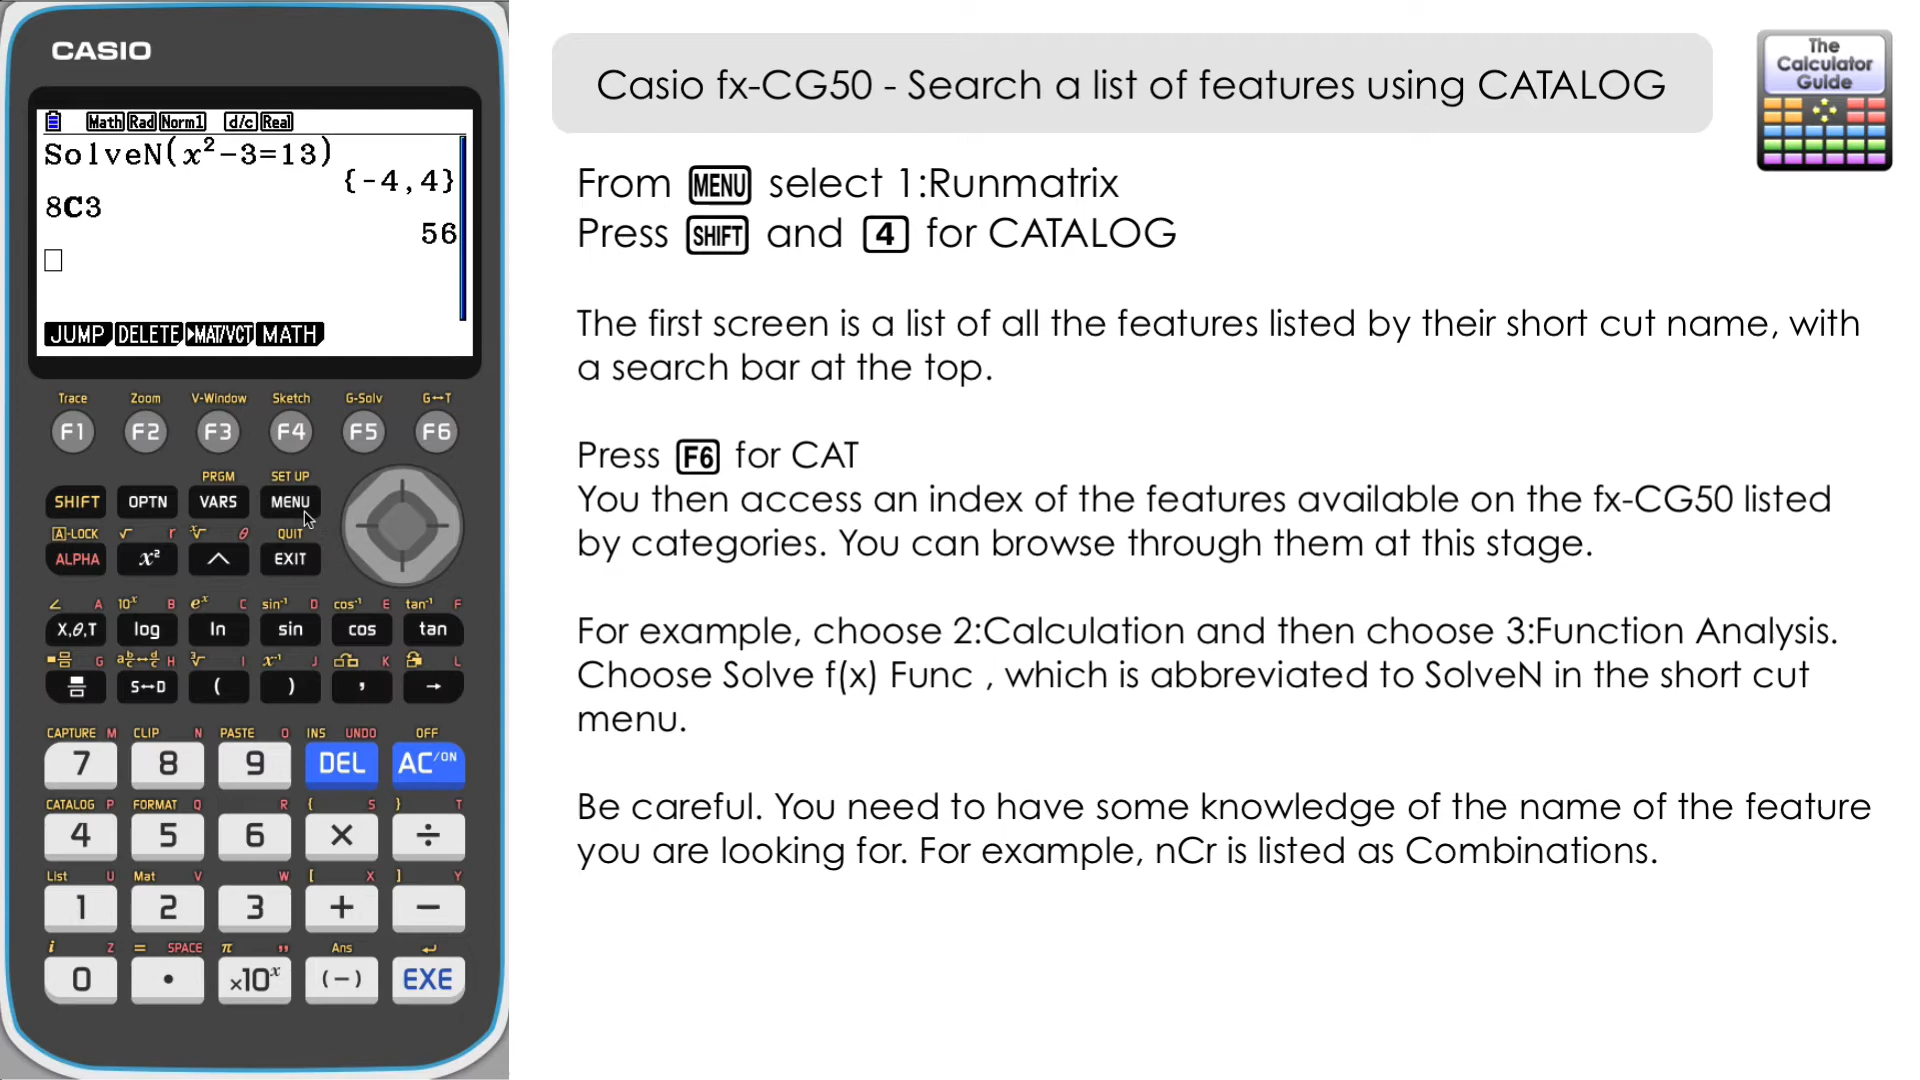 CASIO
Math Rad Norm1 d/c Real
SolveN(x²-3=13)
{-4,4}
8C3
56
JUMP DELETE ►MAT/VCT MATH
Trace Zoom V-Window Sketch G-Solv G↔T
F1 F2 F3 F4 F5 F6
PRGM SET UP
SHIFT OPTN VARS MENU
A-LOCK √ r ˣ√ θ QUIT
ALPHA x² ^ EXIT
∠ A 10ˣ B eˣ C sin⁻¹ D cos⁻¹ E tan⁻¹ F
X,θ,T log ln sin cos tan
G a b/c↔d/c H ³√ I x⁻¹ J K L
S↔D ( ) , →
CAPTURE M CLIP N PASTE O INS UNDO OFF
7 8 9 DEL AC/ON
CATALOG P FORMAT Q R { S } T
4 5 6 × ÷
List U Mat V W [ X ] Y
1 2 3 + −
i Z = SPACE π " Ans ↵
0 • ×10ˣ (−) EXE
Casio fx-CG50 - Search a list of features using CATALOG
The
Calculator
Guide
From MENU select 1:Runmatrix
Press SHIFT and 4 for CATALOG
The first screen is a list of all the features listed by their short cut name, with
a search bar at the top.
Press F6 for CAT
You then access an index of the features available on the fx-CG50 listed
by categories. You can browse through them at this stage.
For example, choose 2:Calculation and then choose 3:Function Analysis.
Choose Solve f(x) Func , which is abbreviated to SolveN in the short cut
menu.
Be careful. You need to have some knowledge of the name of the feature
you are looking for. For example, nCr is listed as Combinations.